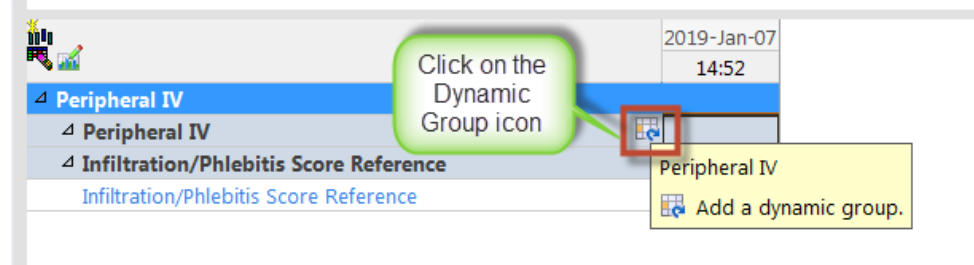 2019-Jan-07
14:52
Click on the
Dynamic
Group icon
Peripheral IV
Peripheral IV
Infiltration/Phlebitis Score Reference
Infiltration/Phlebitis Score Reference
Peripheral IV
Add a dynamic group.